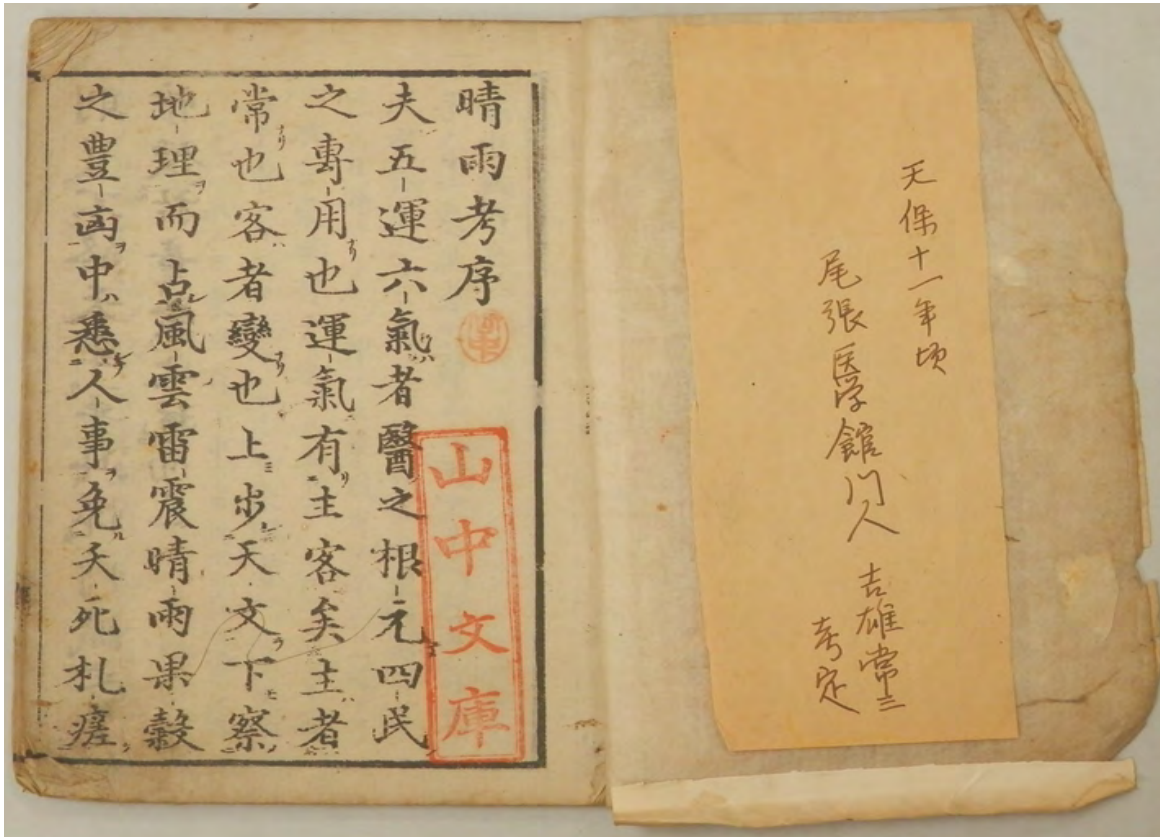 天保十一年頃
尾張医学館門人 吉雄常三
考定
晴雨考序
夫五運六氣者醫之根元四民
之專用也運氣有主客矣主者
常也客者變也上步天文下察
地理而占風雲雷震晴雨果穀
之豊凶中悉人事免夭死札瘥
山中文庫